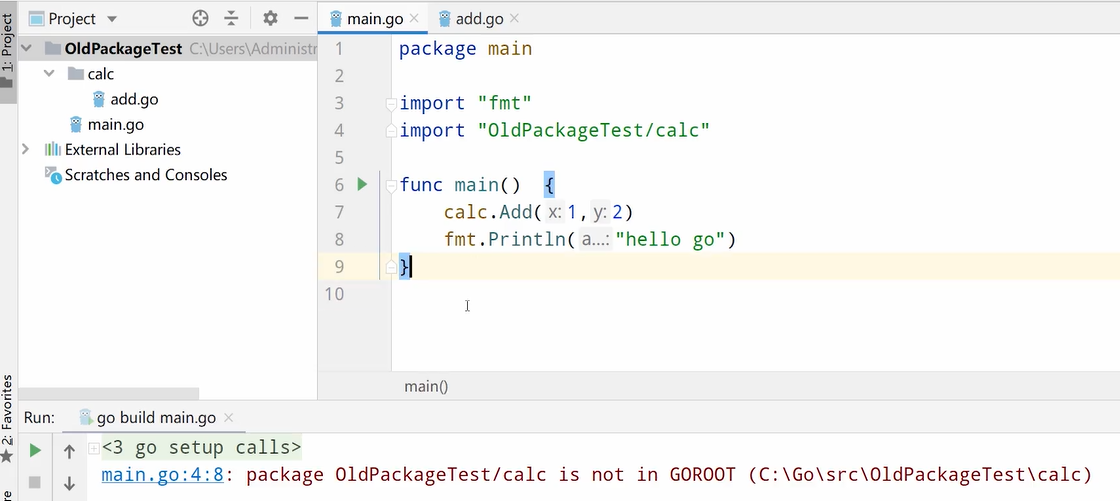 1: Project
Project
OldPackageTest C:\Users\Administr
calc
add.go
main.go
External Libraries
Scratches and Consoles
main.go
add.go
1 package main
2
3 import "fmt"
4 import "OldPackageTest/calc"
5
6 func main() {
7 calc.Add( x: 1, y: 2)
8 fmt.Println( a...: "hello go")
9 }
10
main()
2: Favorites
Run: go build main.go
<3 go setup calls>
main.go:4:8: package OldPackageTest/calc is not in GOROOT (C:\Go\src\OldPackageTest\calc)